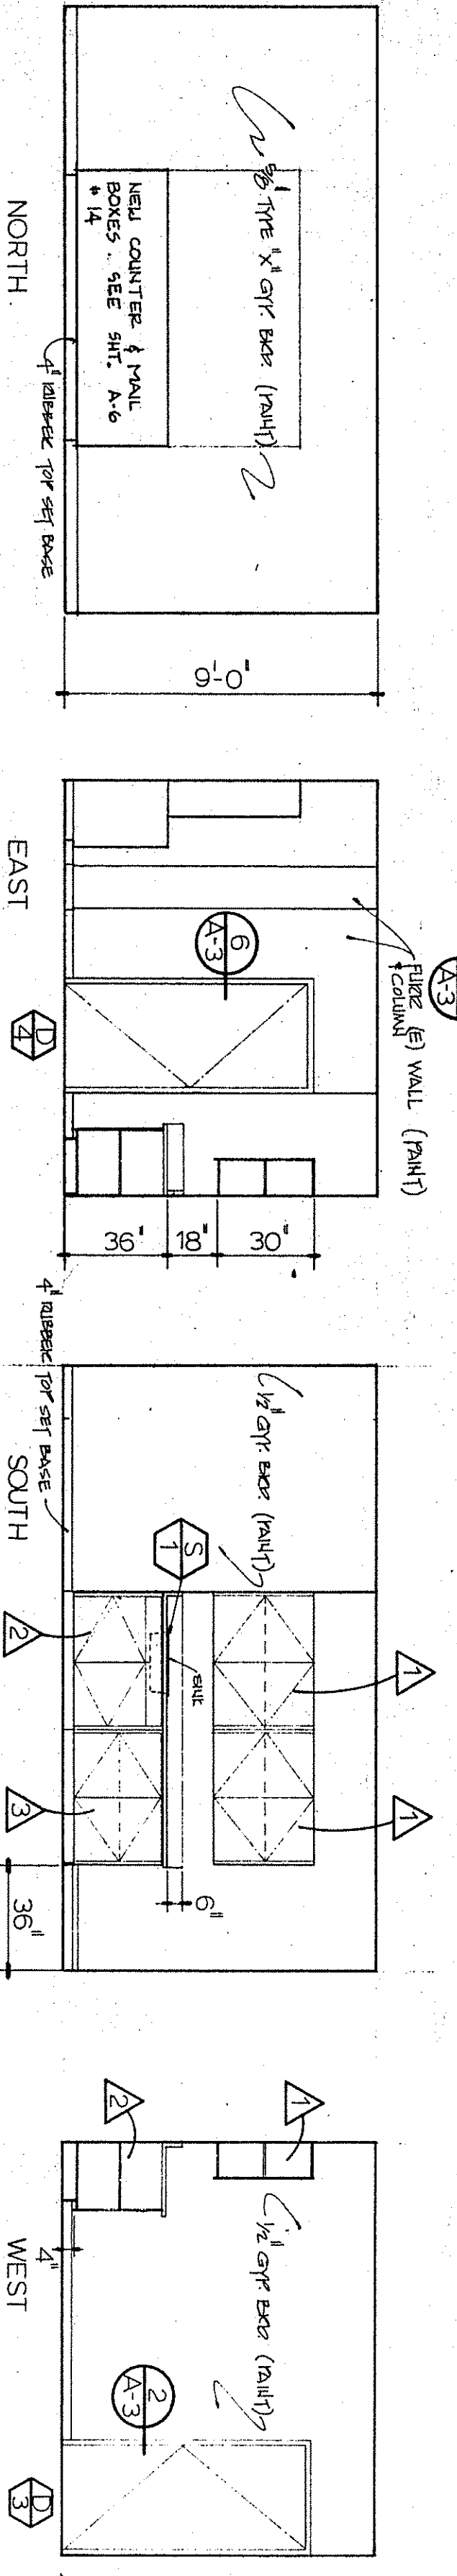 5/8" TYPE "X" GYP. BRD. (PAINT)
NEW COUNTER & MAIL
BOXES. SEE SHT. A-6
#14
4" RUBBER TOP SET BASE
NORTH.
9'-0"
A-3
FURR (E) WALL (PAINT)
& COLUMN
6
A-3
36"
18"
30"
EAST
D
4
4" RUBBER TOP SET BASE
1/2" GYP. BRD. (PAINT)
S
1
SINK
1
1
2
3
6"
36"
SOUTH
1
2
1/2" GYP. BRD. (PAINT)
2
A-3
4"
WEST
D
3